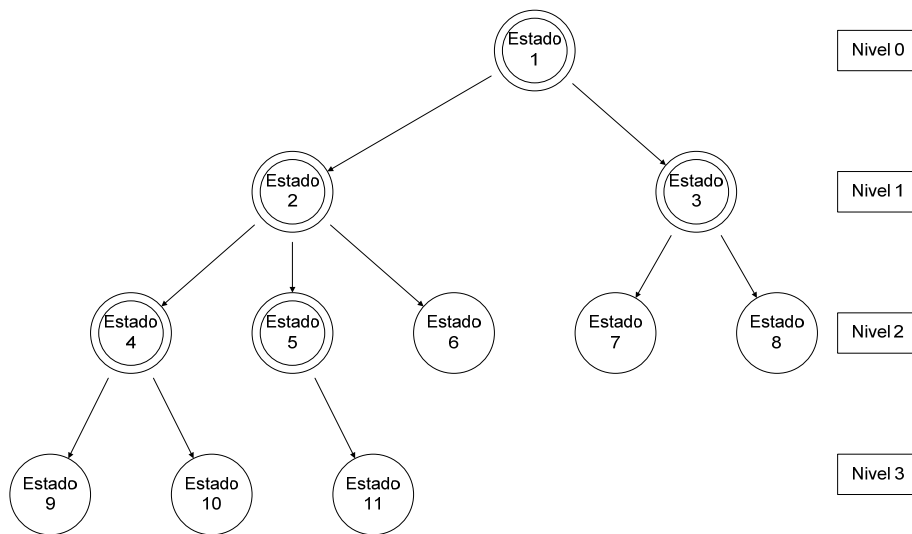 Estado
1
Nivel 0
Estado
2
Estado
3
Nivel 1
Estado
4
Estado
5
Estado
6
Estado
7
Estado
8
Nivel 2
Estado
9
Estado
10
Estado
11
Nivel 3